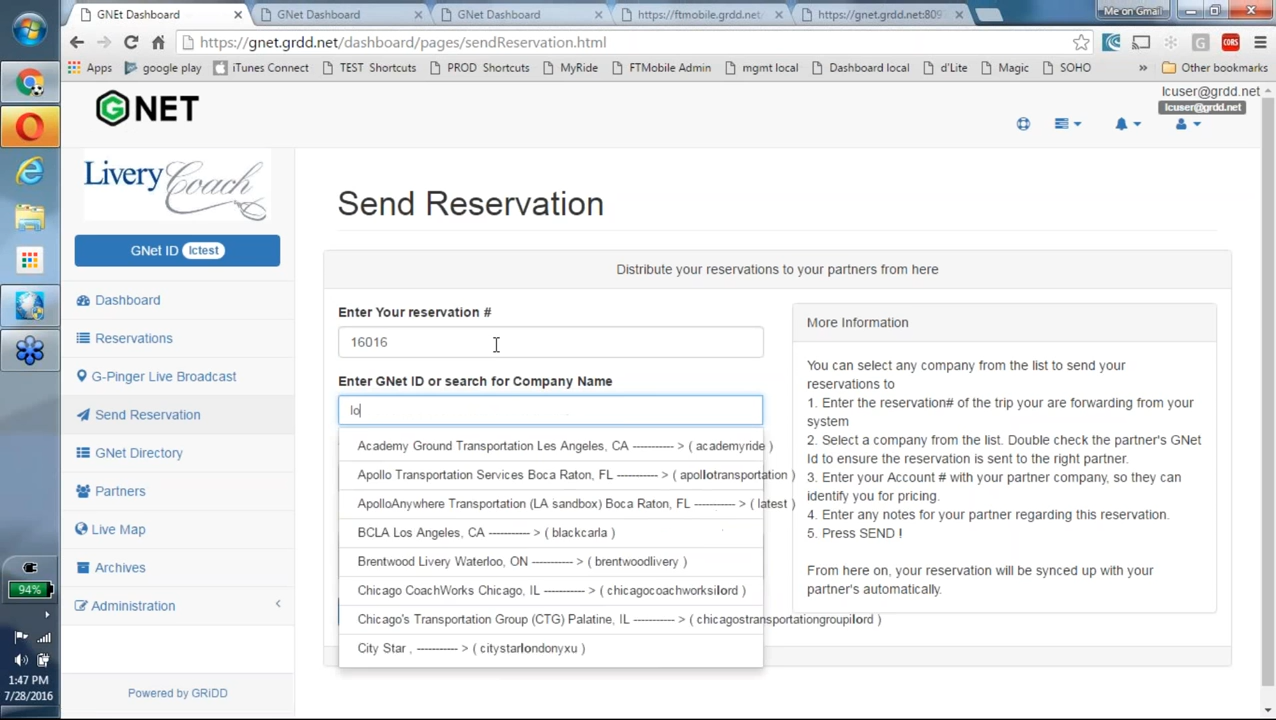 GNet Dashboard
GNet Dashboard
GNet Dashboard
https://ftmobile.grdd.net/
https://gnet.grdd.net:809
Me on Gmail
https://gnet.grdd.net/dashboard/pages/sendReservation.html
Apps
google play
iTunes Connect
TEST Shortcuts
PROD Shortcuts
MyRide
FTMobile Admin
mgmt local
Dashboard local
d'Lite
Magic
SOHO
»
Other bookmarks
CORS
G NET
lcuser@grdd.net
lcuser@grdd.net
Livery Coach
GNet ID lctest
Dashboard
Reservations
G-Pinger Live Broadcast
Send Reservation
GNet Directory
Partners
Live Map
Archives
Administration
Powered by GRiDD
Send Reservation
Distribute your reservations to your partners from here
Enter Your reservation #
16016
Enter GNet ID or search for Company Name
lo
Academy Ground Transportation Les Angeles, CA ----------- > ( academyride )
Apollo Transportation Services Boca Raton, FL ----------- > ( apollotransportation )
ApolloAnywhere Transportation (LA sandbox) Boca Raton, FL ----------- > ( latest )
BCLA Los Angeles, CA ----------- > ( blackcarla )
Brentwood Livery Waterloo, ON ----------- > ( brentwoodlivery )
Chicago CoachWorks Chicago, IL ----------- > ( chicagocoachworksilord )
Chicago's Transportation Group (CTG) Palatine, IL ----------- > ( chicagostransportationgroupilord )
City Star , ----------- > ( citystarlondonyxu )
More Information
You can select any company from the list to send your
reservations to
1. Enter the reservation# of the trip your are forwarding from your
system
2. Select a company from the list. Double check the partner's GNet
Id to ensure the reservation is sent to the right partner.
3. Enter your Account # with your partner company, so they can
identify you for pricing.
4. Enter any notes for your partner regarding this reservation.
5. Press SEND !
From here on, your reservation will be synced up with your
partner's automatically.
94%
1:47 PM
7/28/2016